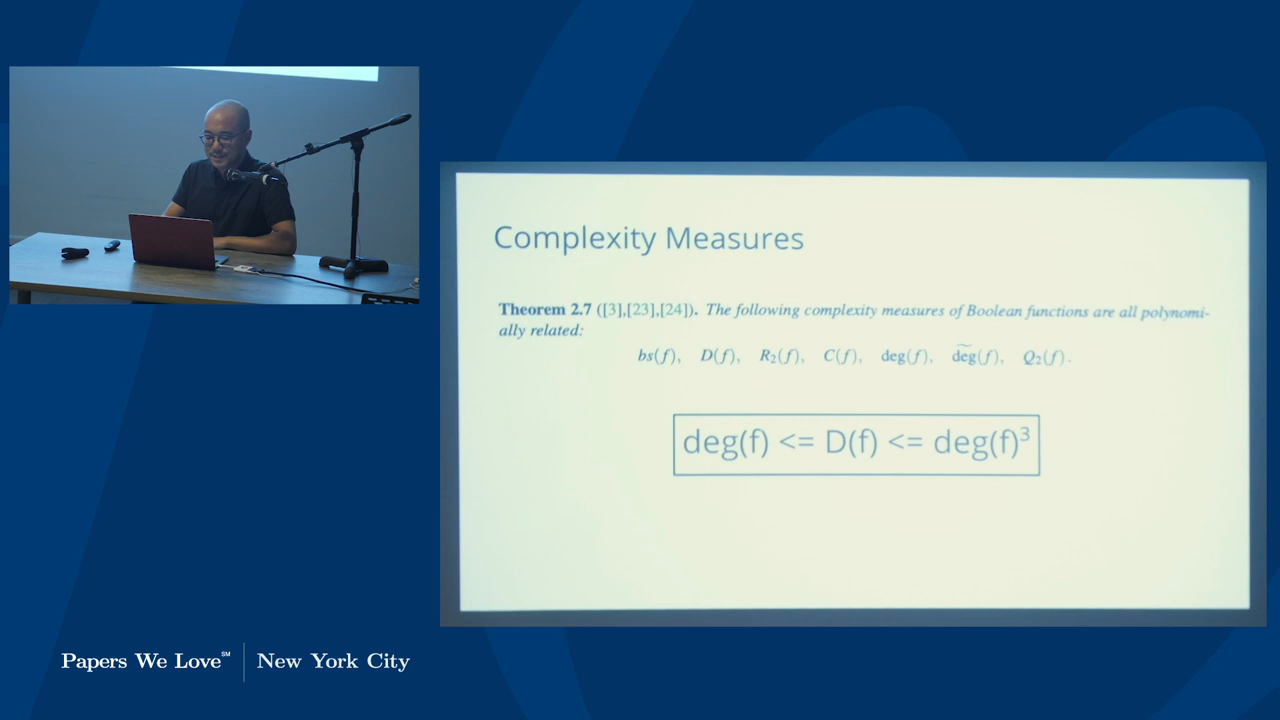 Complexity Measures
Theorem 2.7 ([3],[23],[24]). The following complexity measures of Boolean functions are all polynomi-
ally related:
bs(f), D(f), R₂(f), C(f), deg(f), d͠eg(f), Q₂(f).
deg(f) <= D(f) <= deg(f)³
Papers We Love℠ | New York City